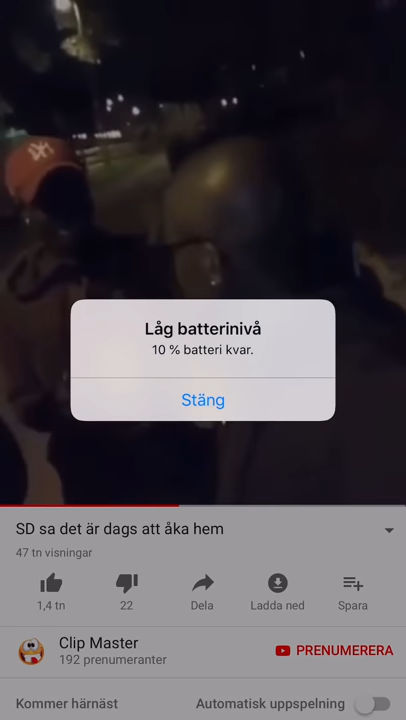 Låg batterinivå
10 % batteri kvar.
Stäng
SD sa det är dags att åka hem
47 tn visningar
1,4 tn
22
Dela
Ladda ned
Spara
Clip Master
192 prenumeranter
PRENUMERERA
Kommer härnäst
Automatisk uppspelning